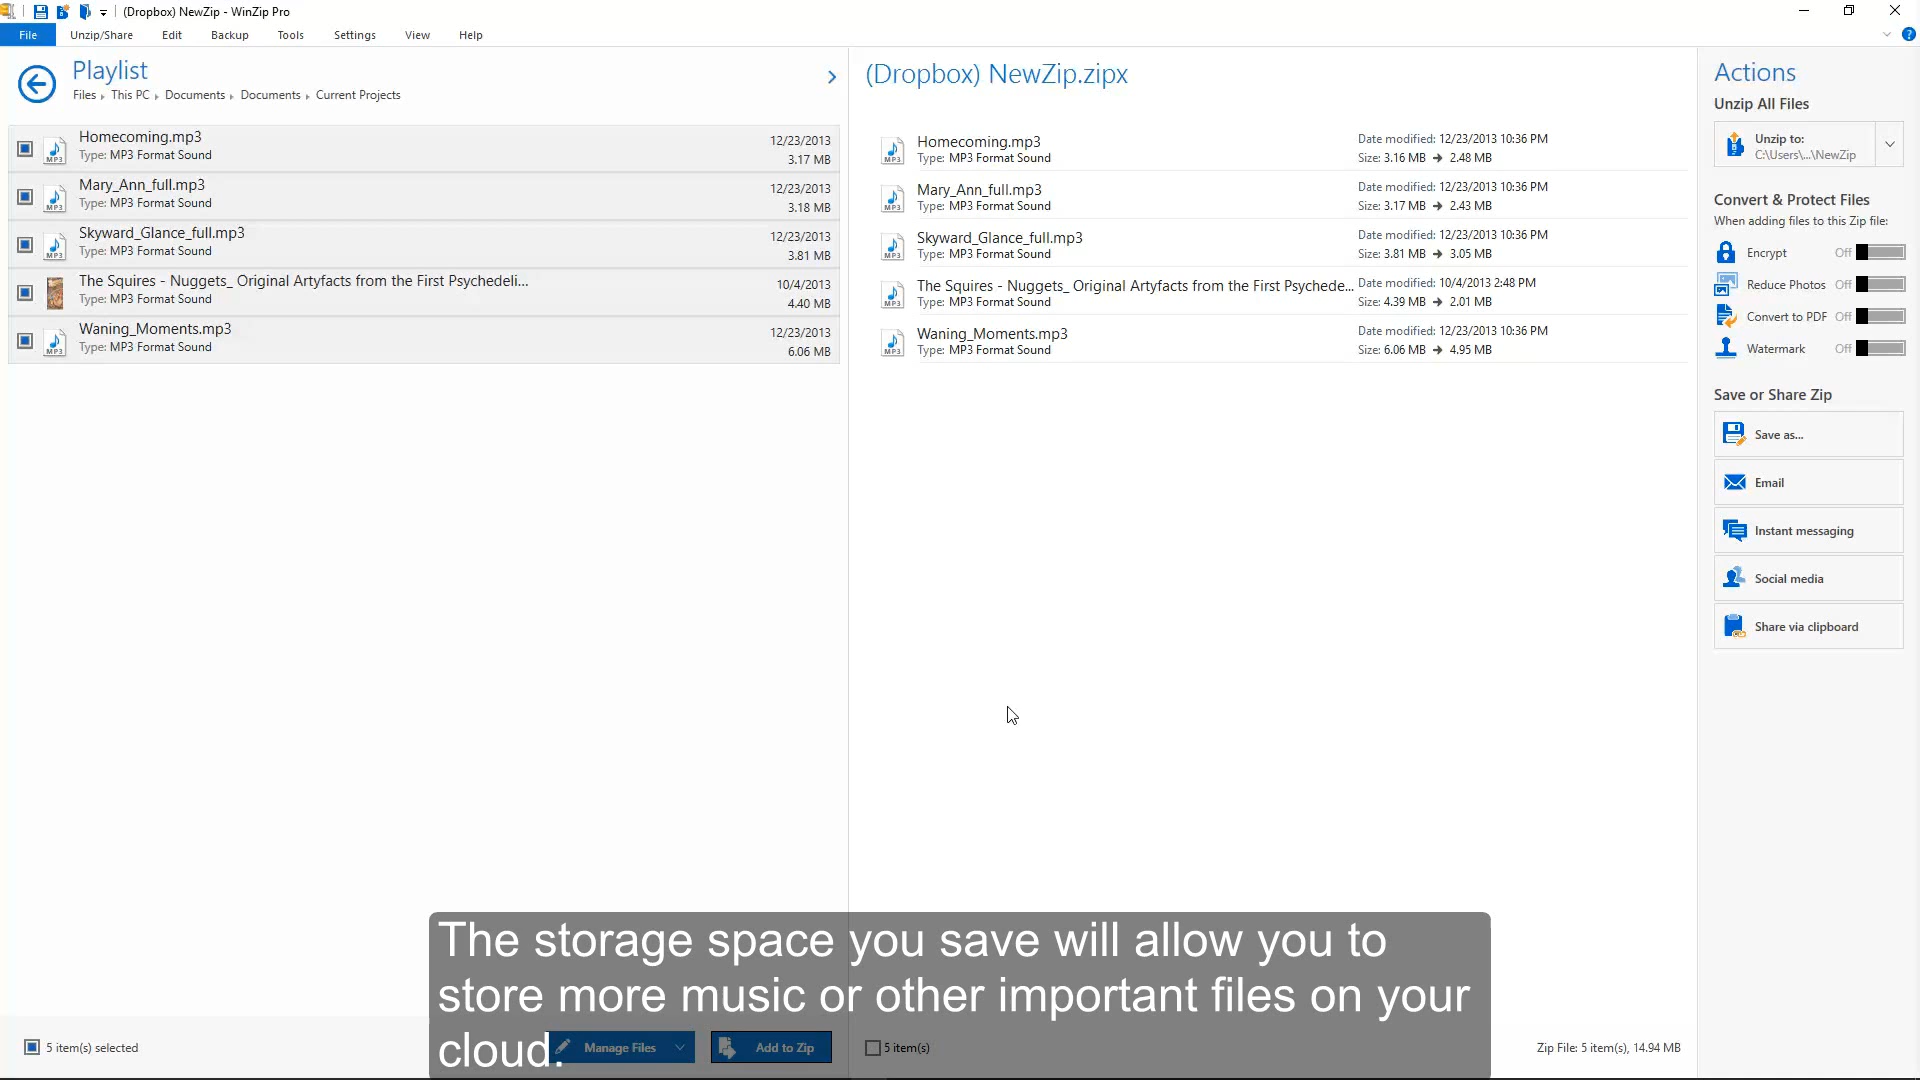 (Dropbox) NewZip - WinZip Pro
File Unzip/Share Edit Backup Tools Settings View Help
Playlist
Files This PC Documents Documents Current Projects
Homecoming.mp3 12/23/2013
Type: MP3 Format Sound 3.17 MB
Mary_Ann_full.mp3 12/23/2013
Type: MP3 Format Sound 3.18 MB
Skyward_Glance_full.mp3 12/23/2013
Type: MP3 Format Sound 3.81 MB
The Squires - Nuggets_ Original Artyfacts from the First Psychedeli... 10/4/2013
Type: MP3 Format Sound 4.40 MB
Waning_Moments.mp3 12/23/2013
Type: MP3 Format Sound 6.06 MB
5 item(s) selected
Manage Files
Add to Zip
(Dropbox) NewZip.zipx
Homecoming.mp3 Date modified: 12/23/2013 10:36 PM
Type: MP3 Format Sound Size: 3.16 MB → 2.48 MB
Mary_Ann_full.mp3 Date modified: 12/23/2013 10:36 PM
Type: MP3 Format Sound Size: 3.17 MB → 2.43 MB
Skyward_Glance_full.mp3 Date modified: 12/23/2013 10:36 PM
Type: MP3 Format Sound Size: 3.81 MB → 3.05 MB
The Squires - Nuggets_ Original Artyfacts from the First Psychede... Date modified: 10/4/2013 2:48 PM
Type: MP3 Format Sound Size: 4.39 MB → 2.01 MB
Waning_Moments.mp3 Date modified: 12/23/2013 10:36 PM
Type: MP3 Format Sound Size: 6.06 MB → 4.95 MB
5 item(s)
Zip File: 5 item(s), 14.94 MB
Actions
Unzip All Files
Unzip to:
C:\Users\...\NewZip
Convert & Protect Files
When adding files to this Zip file:
Encrypt Off
Reduce Photos Off
Convert to PDF Off
Watermark Off
Save or Share Zip
Save as...
Email
Instant messaging
Social media
Share via clipboard
The storage space you save will allow you to
store more music or other important files on your
cloud.